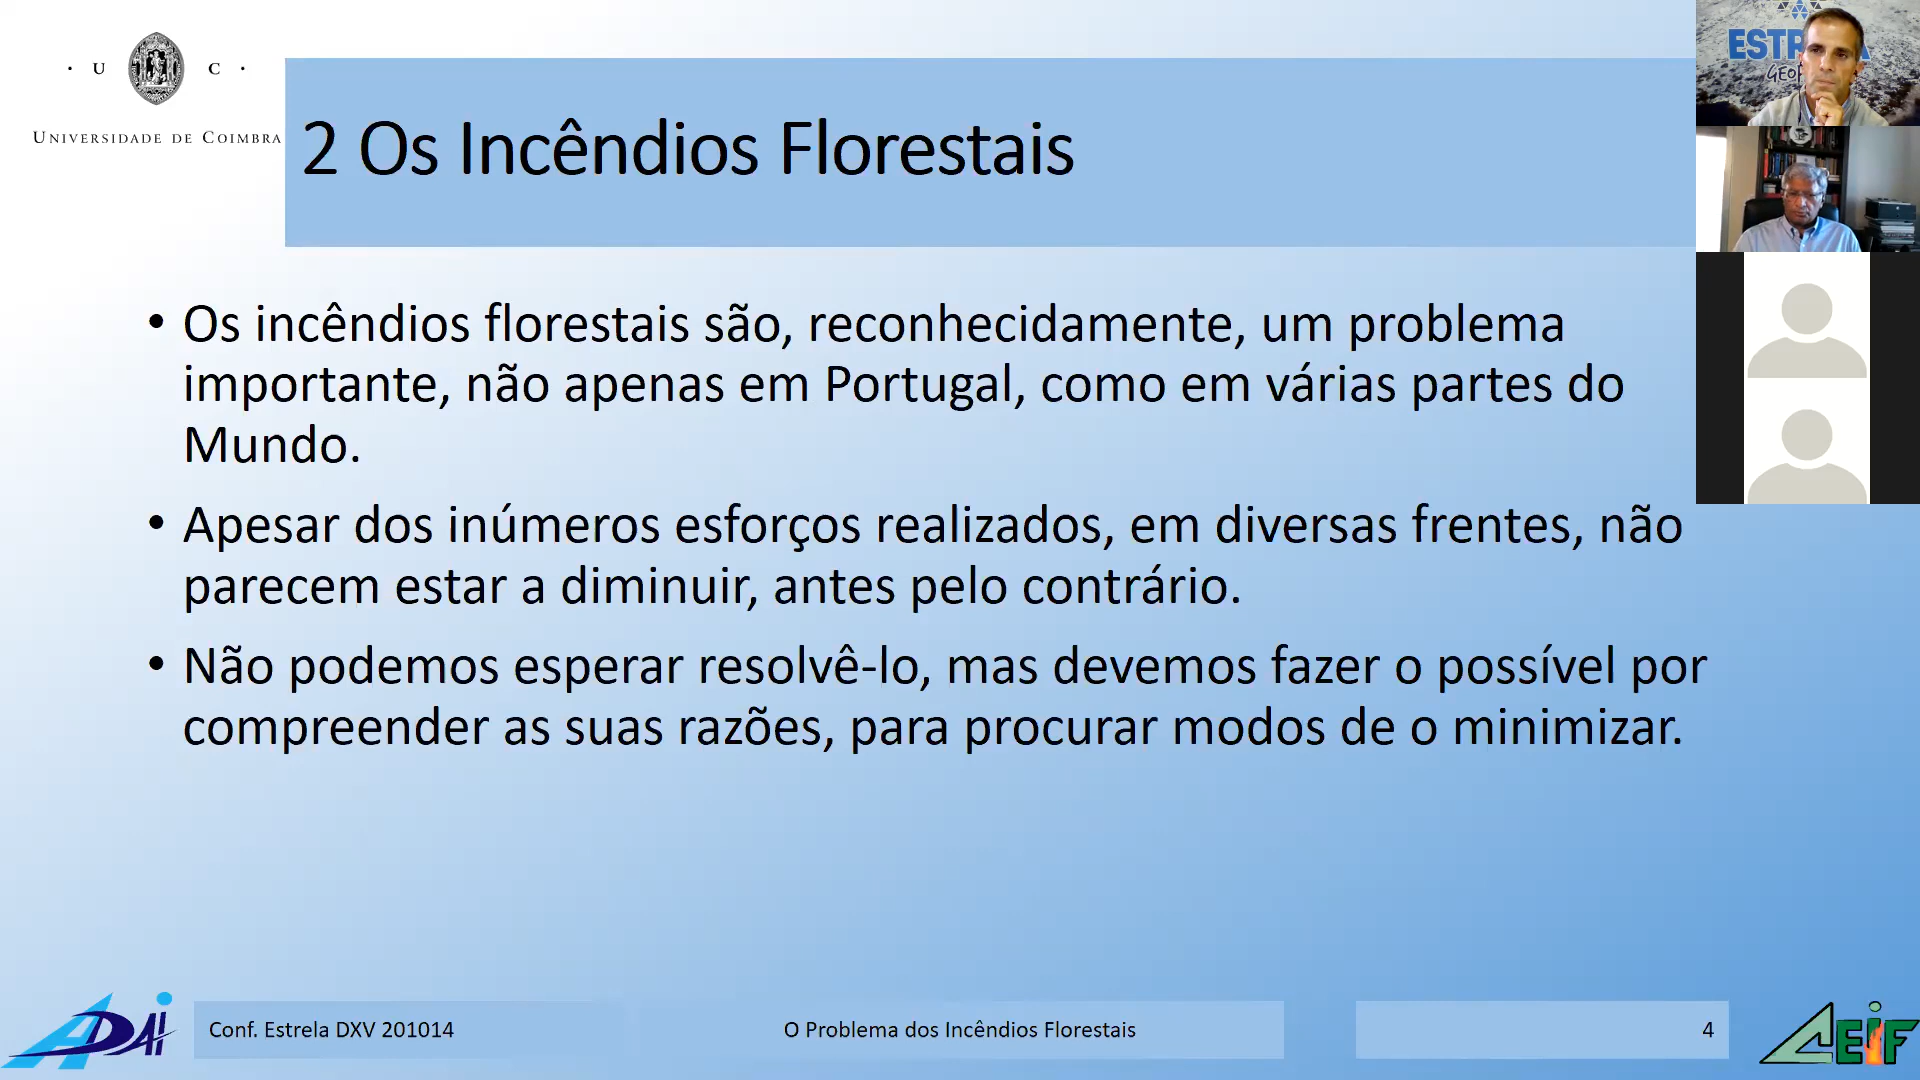 · U C ·
UNIVERSIDADE DE COIMBRA
2 Os Incêndios Florestais
• Os incêndios florestais são, reconhecidamente, um problema
importante, não apenas em Portugal, como em várias partes do
Mundo.
• Apesar dos inúmeros esforços realizados, em diversas frentes, não
parecem estar a diminuir, antes pelo contrário.
• Não podemos esperar resolvê-lo, mas devemos fazer o possível por
compreender as suas razões, para procurar modos de o minimizar.
ADAI
Conf. Estrela DXV 201014
O Problema dos Incêndios Florestais
4
CEIF